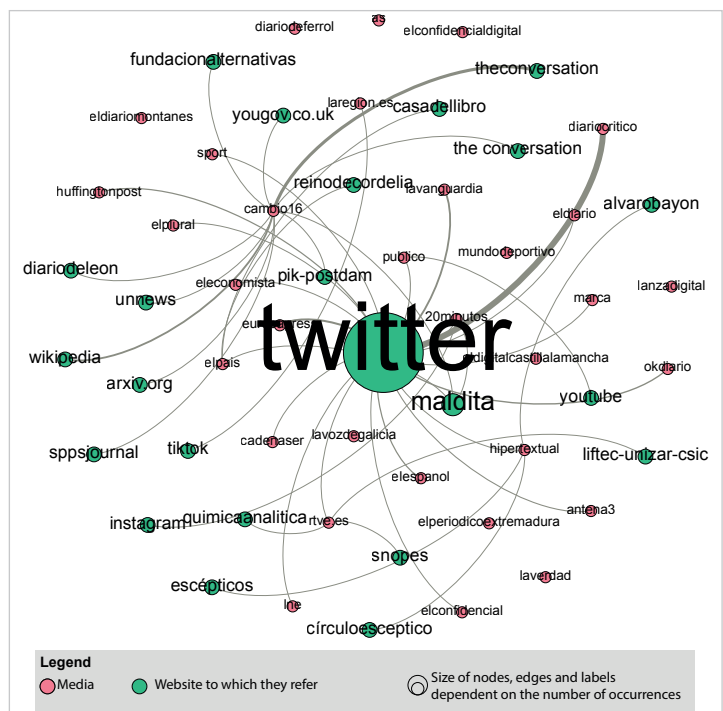 as
diariodeferrol
elconfidencialdigital
fundacionalternativas
theconversation
laregion.es
casadellibro
eldiariomontanes
yougov.co.uk
diariocritico
sport
the conversation
reinodecordelia
huffingtonpost
lavanguardia
cambio16
eldiario
alvarobayon
elplural
publico
mundodeportivo
diariodeleon
pik-postdam
eleconomista
lanzadigital
unnews
marca
20minutos
twitter
wikipedia
elpais
eldigitalcastillalamancha
okdiario
arxiv.org
maldita
youtube
cadenaser
lavozdegalicia
sppsjournal
tiktok
hipertextual
liftec-unizar-csic
elespanol
antena3
instagram
quimicaanalitica
rtve.es
elperiodicoextremadura
snopes
laverdad
escépticos
lne
elconfidencial
círculoesceptico
Legend
Media
Website to which they refer
Size of nodes, edges and labels
dependent on the number of occurrences